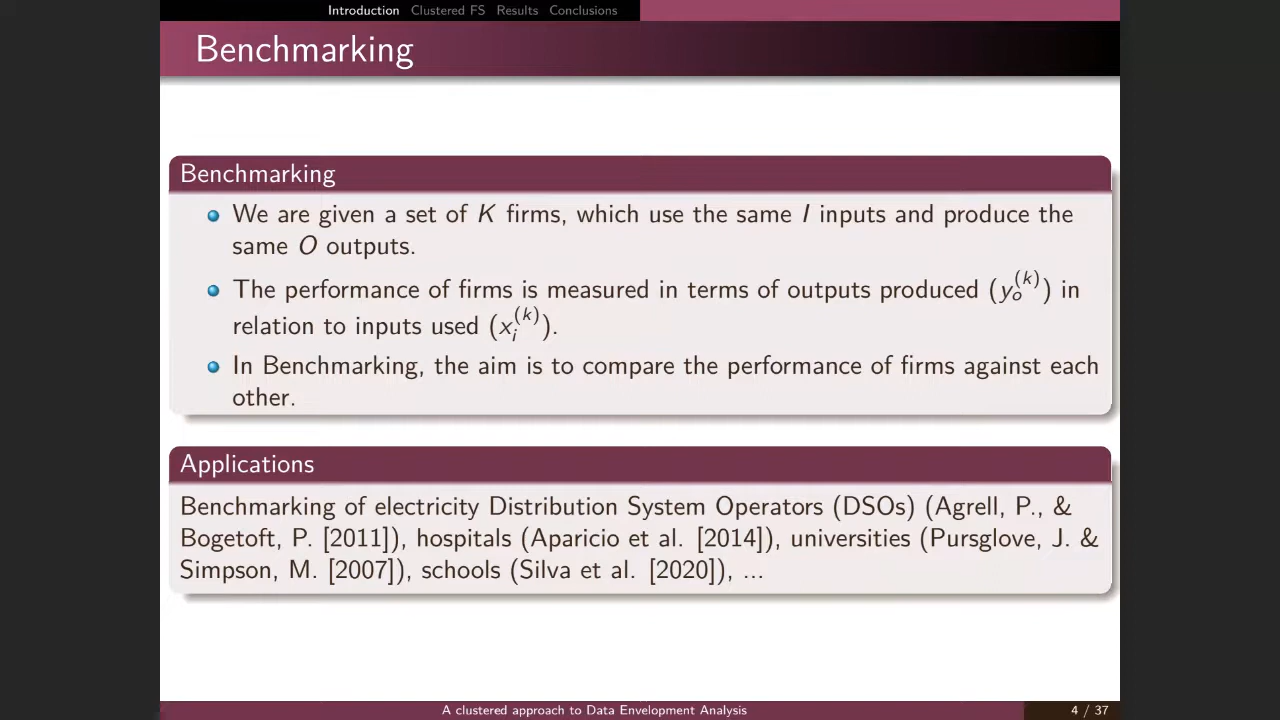 Introduction Clustered FS Results Conclusions
Benchmarking
Benchmarking
We are given a set of K firms, which use the same I inputs and produce the
same O outputs.
The performance of firms is measured in terms of outputs produced (y_o^(k)) in
relation to inputs used (x_i^(k)).
In Benchmarking, the aim is to compare the performance of firms against each
other.
Applications
Benchmarking of electricity Distribution System Operators (DSOs) (Agrell, P., &
Bogetoft, P. [2011]), hospitals (Aparicio et al. [2014]), universities (Pursglove, J. &
Simpson, M. [2007]), schools (Silva et al. [2020]), ...
A clustered approach to Data Envelopment Analysis
4 / 37